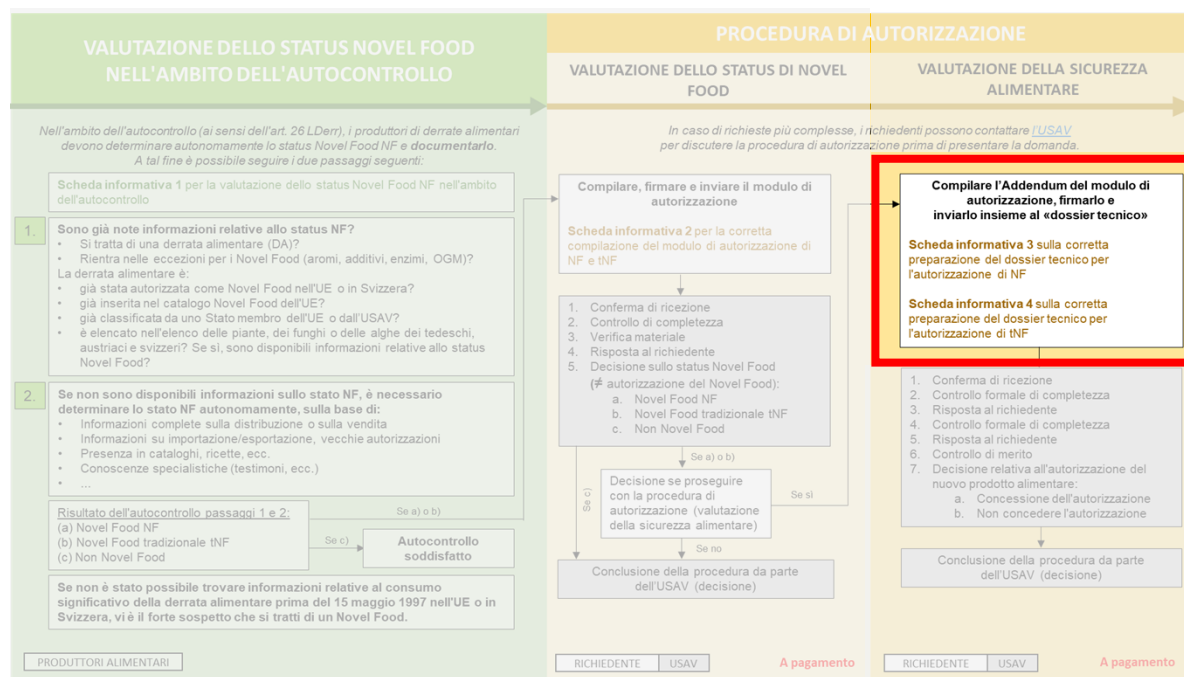 VALUTAZIONE DELLO STATUS NOVEL FOOD
NELL'AMBITO DELL'AUTOCONTROLLO
Nell'ambito dell'autocontrollo (ai sensi dell'art. 26 LDerr), i produttori di derrate alimentari
devono determinare autonomamente lo status Novel Food NF e documentarlo.
A tal fine è possibile seguire i due passaggi seguenti:
Scheda informativa 1 per la valutazione dello status Novel Food NF nell'ambito
dell'autocontrollo
1.
Sono già note informazioni relative allo status NF?
• Si tratta di una derrata alimentare (DA)?
• Rientra nelle eccezioni per i Novel Food (aromi, additivi, enzimi, OGM)?
La derrata alimentare è:
• già stata autorizzata come Novel Food nell'UE o in Svizzera?
• già inserita nel catalogo Novel Food dell'UE?
• già classificata da uno Stato membro dell'UE o dall'USAV?
• è elencato nell'elenco delle piante, dei funghi o delle alghe dei tedeschi,
austriaci e svizzeri? Se sì, sono disponibili informazioni relative allo status
Novel Food?
2.
Se non sono disponibili informazioni sullo stato NF, è necessario
determinare lo stato NF autonomamente, sulla base di:
• Informazioni complete sulla distribuzione o sulla vendita
• Informazioni su importazione/esportazione, vecchie autorizzazioni
• Presenza in cataloghi, ricette, ecc.
• Conoscenze specialistiche (testimoni, ecc.)
• ...
Risultato dell'autocontrollo passaggi 1 e 2:
(a) Novel Food NF
(b) Novel Food tradizionale tNF
(c) Non Novel Food
Se a) o b)
Se c)
Autocontrollo
soddisfatto
Se non è stato possibile trovare informazioni relative al consumo
significativo della derrata alimentare prima del 15 maggio 1997 nell'UE o in
Svizzera, vi è il forte sospetto che si tratti di un Novel Food.
PRODUTTORI ALIMENTARI
PROCEDURA DI AUTORIZZAZIONE
VALUTAZIONE DELLO STATUS DI NOVEL
FOOD
VALUTAZIONE DELLA SICUREZZA
ALIMENTARE
In caso di richieste più complesse, i richiedenti possono contattare l'USAV
per discutere la procedura di autorizzazione prima di presentare la domanda.
Compilare, firmare e inviare il modulo di
autorizzazione
Scheda informativa 2 per la corretta
compilazione del modulo di autorizzazione di
NF e tNF
1. Conferma di ricezione
2. Controllo di completezza
3. Verifica materiale
4. Risposta al richiedente
5. Decisione sullo status Novel Food
(≠ autorizzazione del Novel Food):
a. Novel Food NF
b. Novel Food tradizionale tNF
c. Non Novel Food
Se a) o b)
Se c)
Decisione se proseguire
con la procedura di
autorizzazione (valutazione
della sicurezza alimentare)
Se sì
Se no
Conclusione della procedura da parte
dell'USAV (decisione)
RICHIEDENTE
USAV
A pagamento
Compilare l'Addendum del modulo di
autorizzazione, firmarlo e
inviarlo insieme al «dossier tecnico»
Scheda informativa 3 sulla corretta
preparazione del dossier tecnico per
l'autorizzazione di NF
Scheda informativa 4 sulla corretta
preparazione del dossier tecnico per
l'autorizzazione di tNF
1. Conferma di ricezione
2. Controllo formale di completezza
3. Risposta al richiedente
4. Controllo formale di completezza
5. Risposta al richiedente
6. Controllo di merito
7. Decisione relativa all'autorizzazione del
nuovo prodotto alimentare:
a. Concessione dell'autorizzazione
b. Non concedere l'autorizzazione
Conclusione della procedura da parte
dell'USAV (decisione)
RICHIEDENTE
USAV
A pagamento